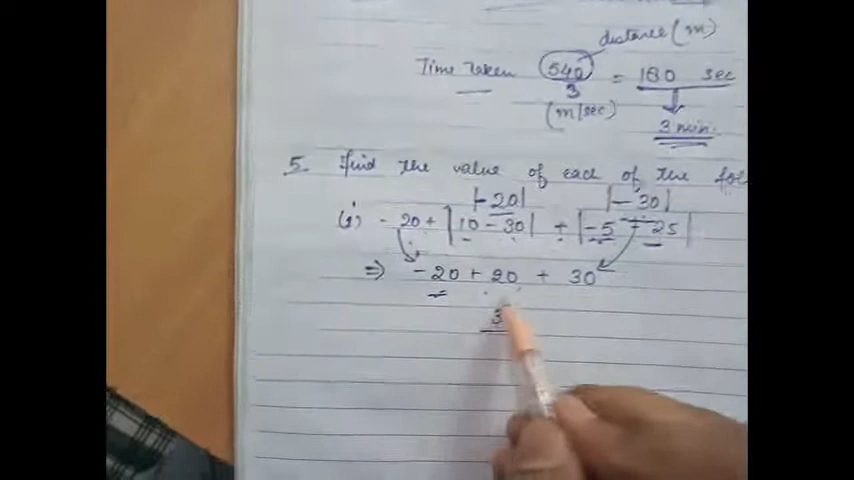 distance (m)
Time Taken 540 = 180 sec
3
(m/sec)
3 min.
5. Find the value of each of the fol
|-20| |-30|
(i) - 20 + |10 - 30| + |-5 - 25|
⇒ -20 + 20 + 30
3